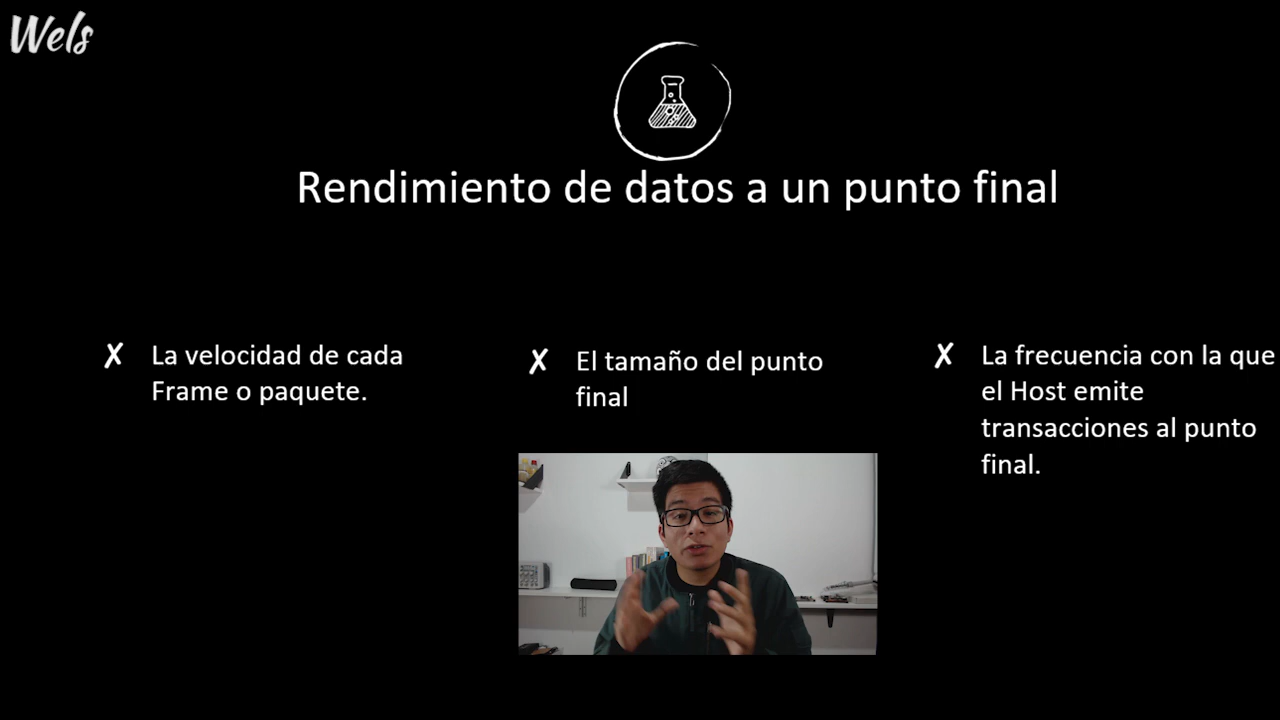 Wels
Rendimiento de datos a un punto final
✗ La velocidad de cada
Frame o paquete.
✗ El tamaño del punto
final
✗ La frecuencia con la que
el Host emite
transacciones al punto
final.